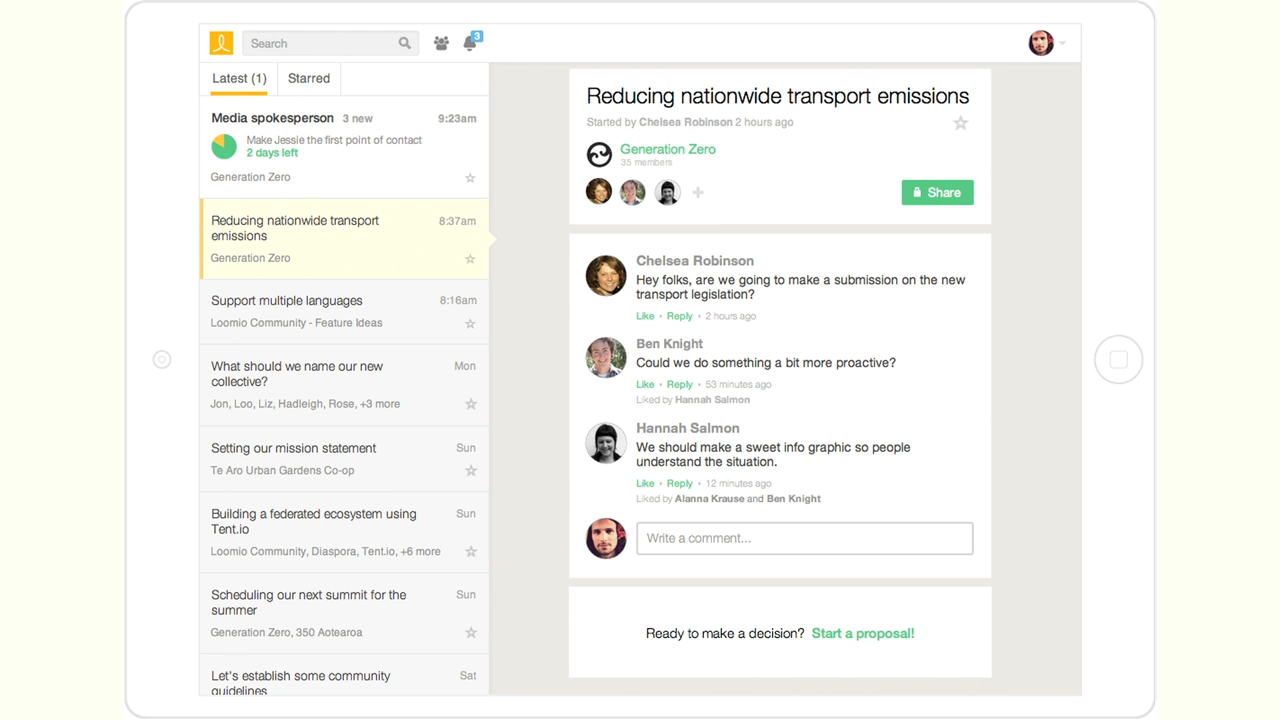 Search
3
Latest (1)
Starred
Media spokesperson 3 new 9:23am
Make Jessie the first point of contact
2 days left
Generation Zero
Reducing nationwide transport 8:37am
emissions
Generation Zero
Support multiple languages 8:16am
Loomio Community - Feature Ideas
What should we name our new Mon
collective?
Jon, Loo, Liz, Hadleigh, Rose, +3 more
Setting our mission statement Sun
Te Aro Urban Gardens Co-op
Building a federated ecosystem using Sun
Tent.io
Loomio Community, Diaspora, Tent.io, +6 more
Scheduling our next summit for the Sun
summer
Generation Zero, 350 Aotearoa
Let's establish some community Sat
guidelines
Reducing nationwide transport emissions
Started by Chelsea Robinson 2 hours ago
Generation Zero
35 members
Share
Chelsea Robinson
Hey folks, are we going to make a submission on the new
transport legislation?
Like • Reply • 2 hours ago
Ben Knight
Could we do something a bit more proactive?
Like • Reply • 53 minutes ago
Liked by Hannah Salmon
Hannah Salmon
We should make a sweet info graphic so people
understand the situation.
Like • Reply • 12 minutes ago
Liked by Alanna Krause and Ben Knight
Write a comment...
Ready to make a decision? Start a proposal!